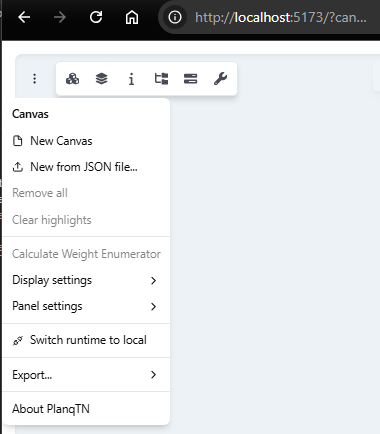 http://localhost:5173/?can...
Canvas
New Canvas
New from JSON file...
Remove all
Clear highlights
Calculate Weight Enumerator
Display settings
Panel settings
Switch runtime to local
Export...
About PlanqTN